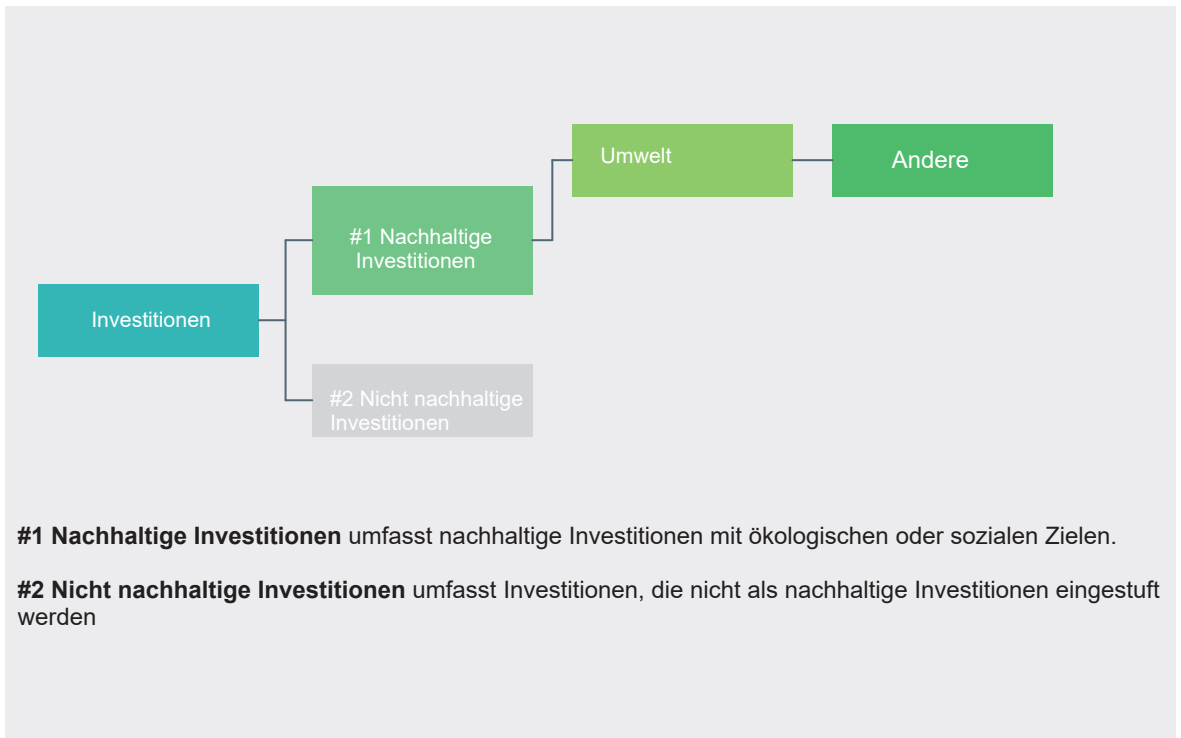 Umwelt
Andere
#1 Nachhaltige
Investitionen
Investitionen
#2 Nicht nachhaltige
Investitionen
#1 Nachhaltige Investitionen umfasst nachhaltige Investitionen mit ökologischen oder sozialen Zielen.
#2 Nicht nachhaltige Investitionen umfasst Investitionen, die nicht als nachhaltige Investitionen eingestuft
werden